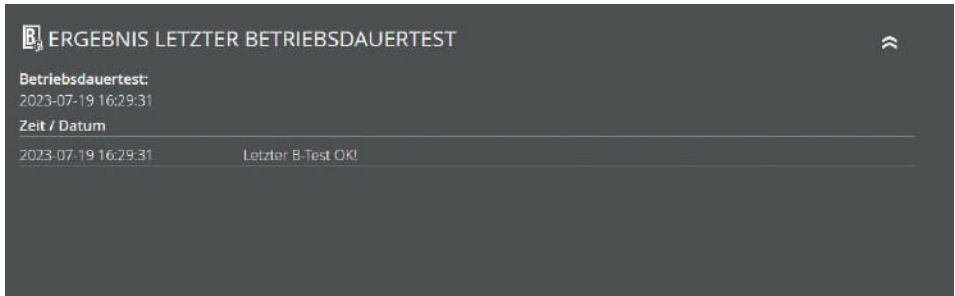 ERGEBNIS LETZTER BETRIEBSDAUERTEST
Betriebsdauertest:
2023-07-19 16:29:31
Zeit / Datum
2023-07-19 16:29:31 Letzter B-Test OK!